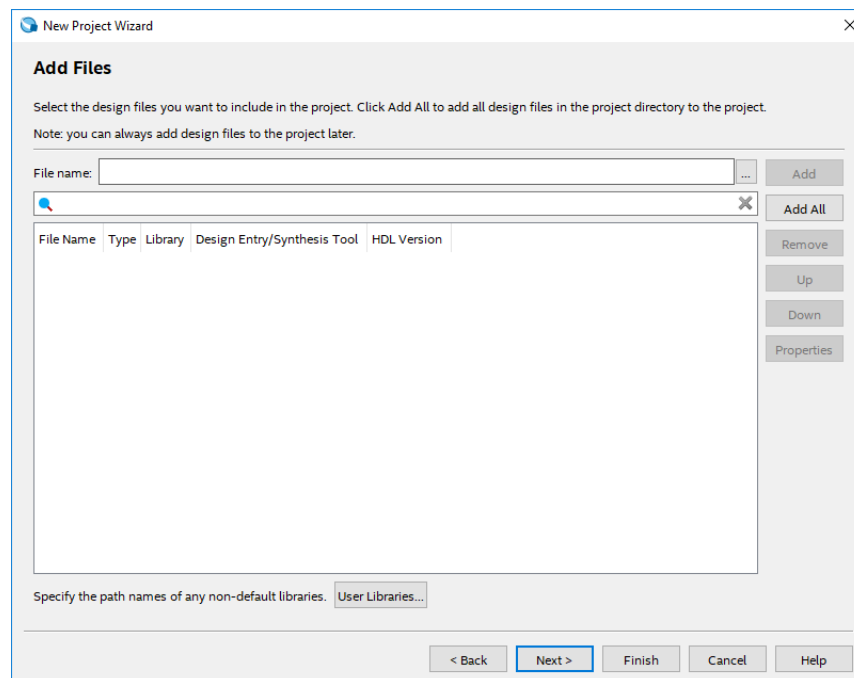 New Project Wizard
Add Files
Select the design files you want to include in the project. Click Add All to add all design files in the project directory to the project.
Note: you can always add design files to the project later.
File name: ... Add
Add All
File Name Type Library Design Entry/Synthesis Tool HDL Version
Remove
Up
Down
Properties
Specify the path names of any non-default libraries. User Libraries...
< Back Next > Finish Cancel Help